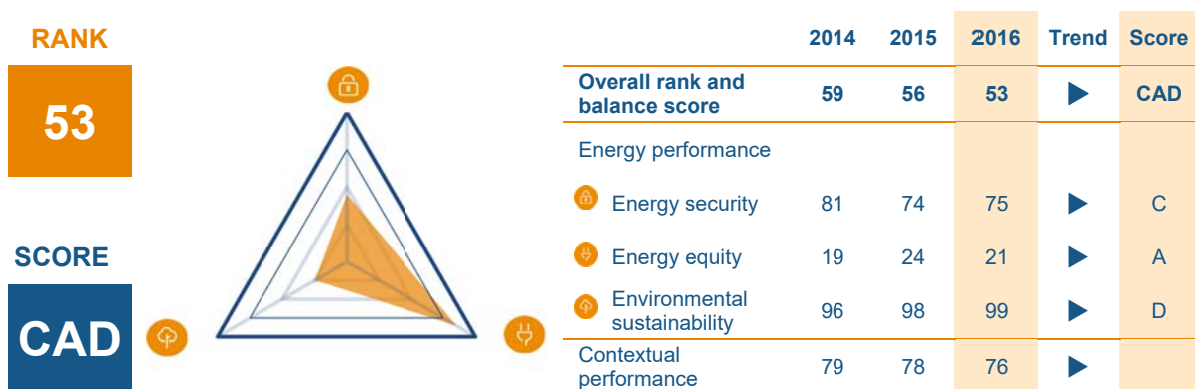 RANK
53
SCORE
CAD
2014 2015 2016 Trend Score
Overall rank and
balance score 59 56 53 CAD
Energy performance
Energy security 81 74 75 C
Energy equity 19 24 21 A
Environmental
sustainability 96 98 99 D
Contextual
performance 79 78 76